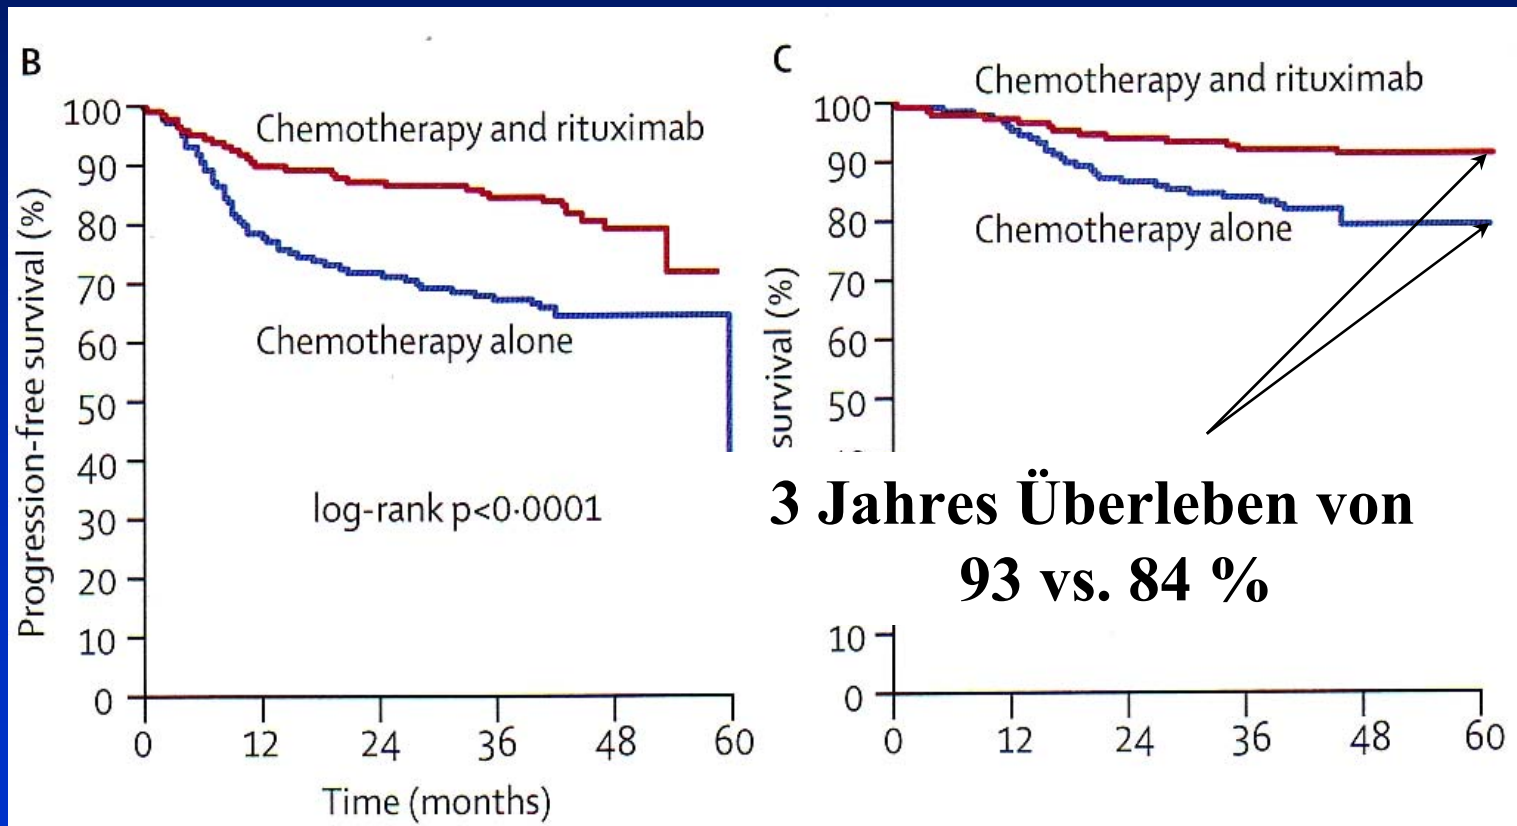 B
Progression-free survival (%)
100
90
80
70
60
50
40
30
20
10
0
Chemotherapy and rituximab
Chemotherapy alone
log-rank p<0·0001
0 12 24 36 48 60
Time (months)
C
survival (%)
100
90
80
70
60
50
10
0
Chemotherapy and rituximab
Chemotherapy alone
3 Jahres Überleben von
93 vs. 84 %
0 12 24 36 48 60